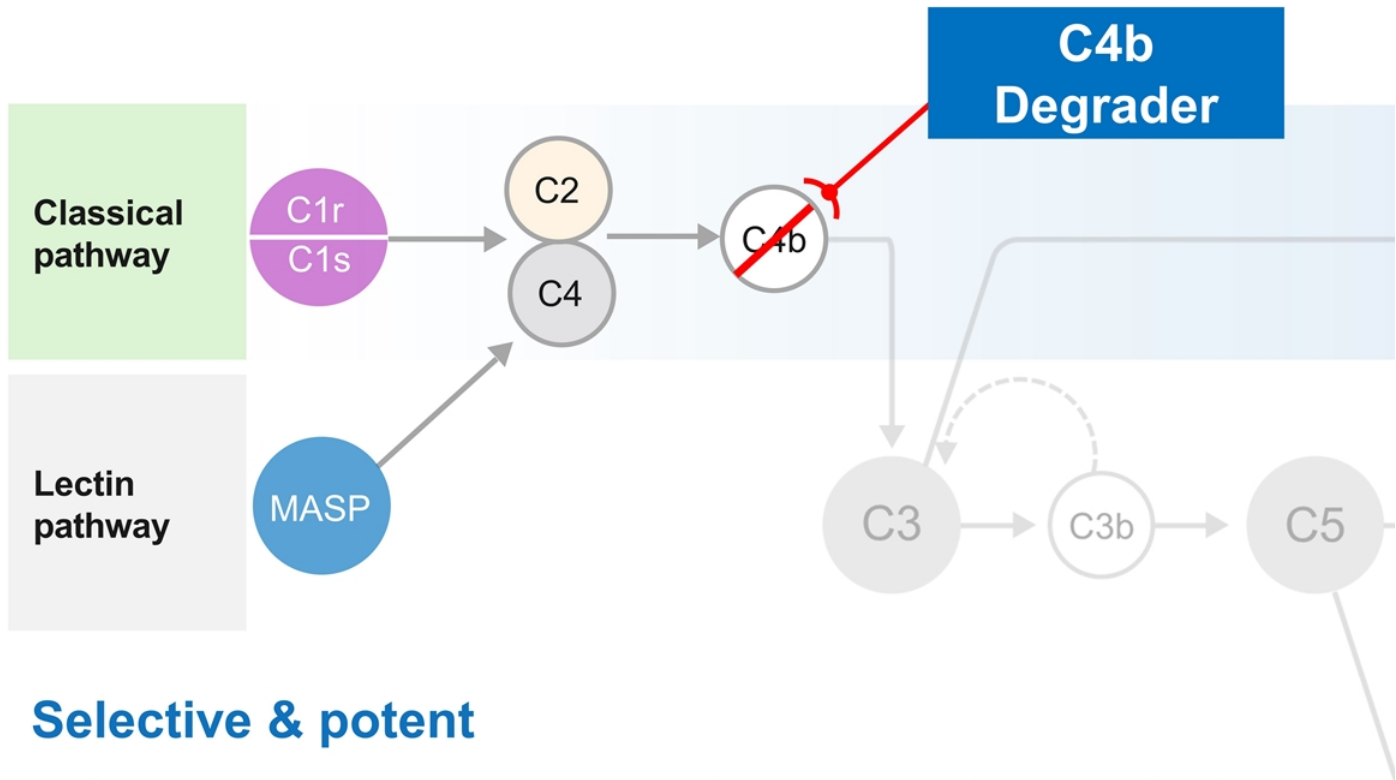 C4b
Degrader
Classical
pathway
C1r
C1s
C2
C4
C4b
Lectin
pathway
MASP
C3
C3b
C5
Selective & potent